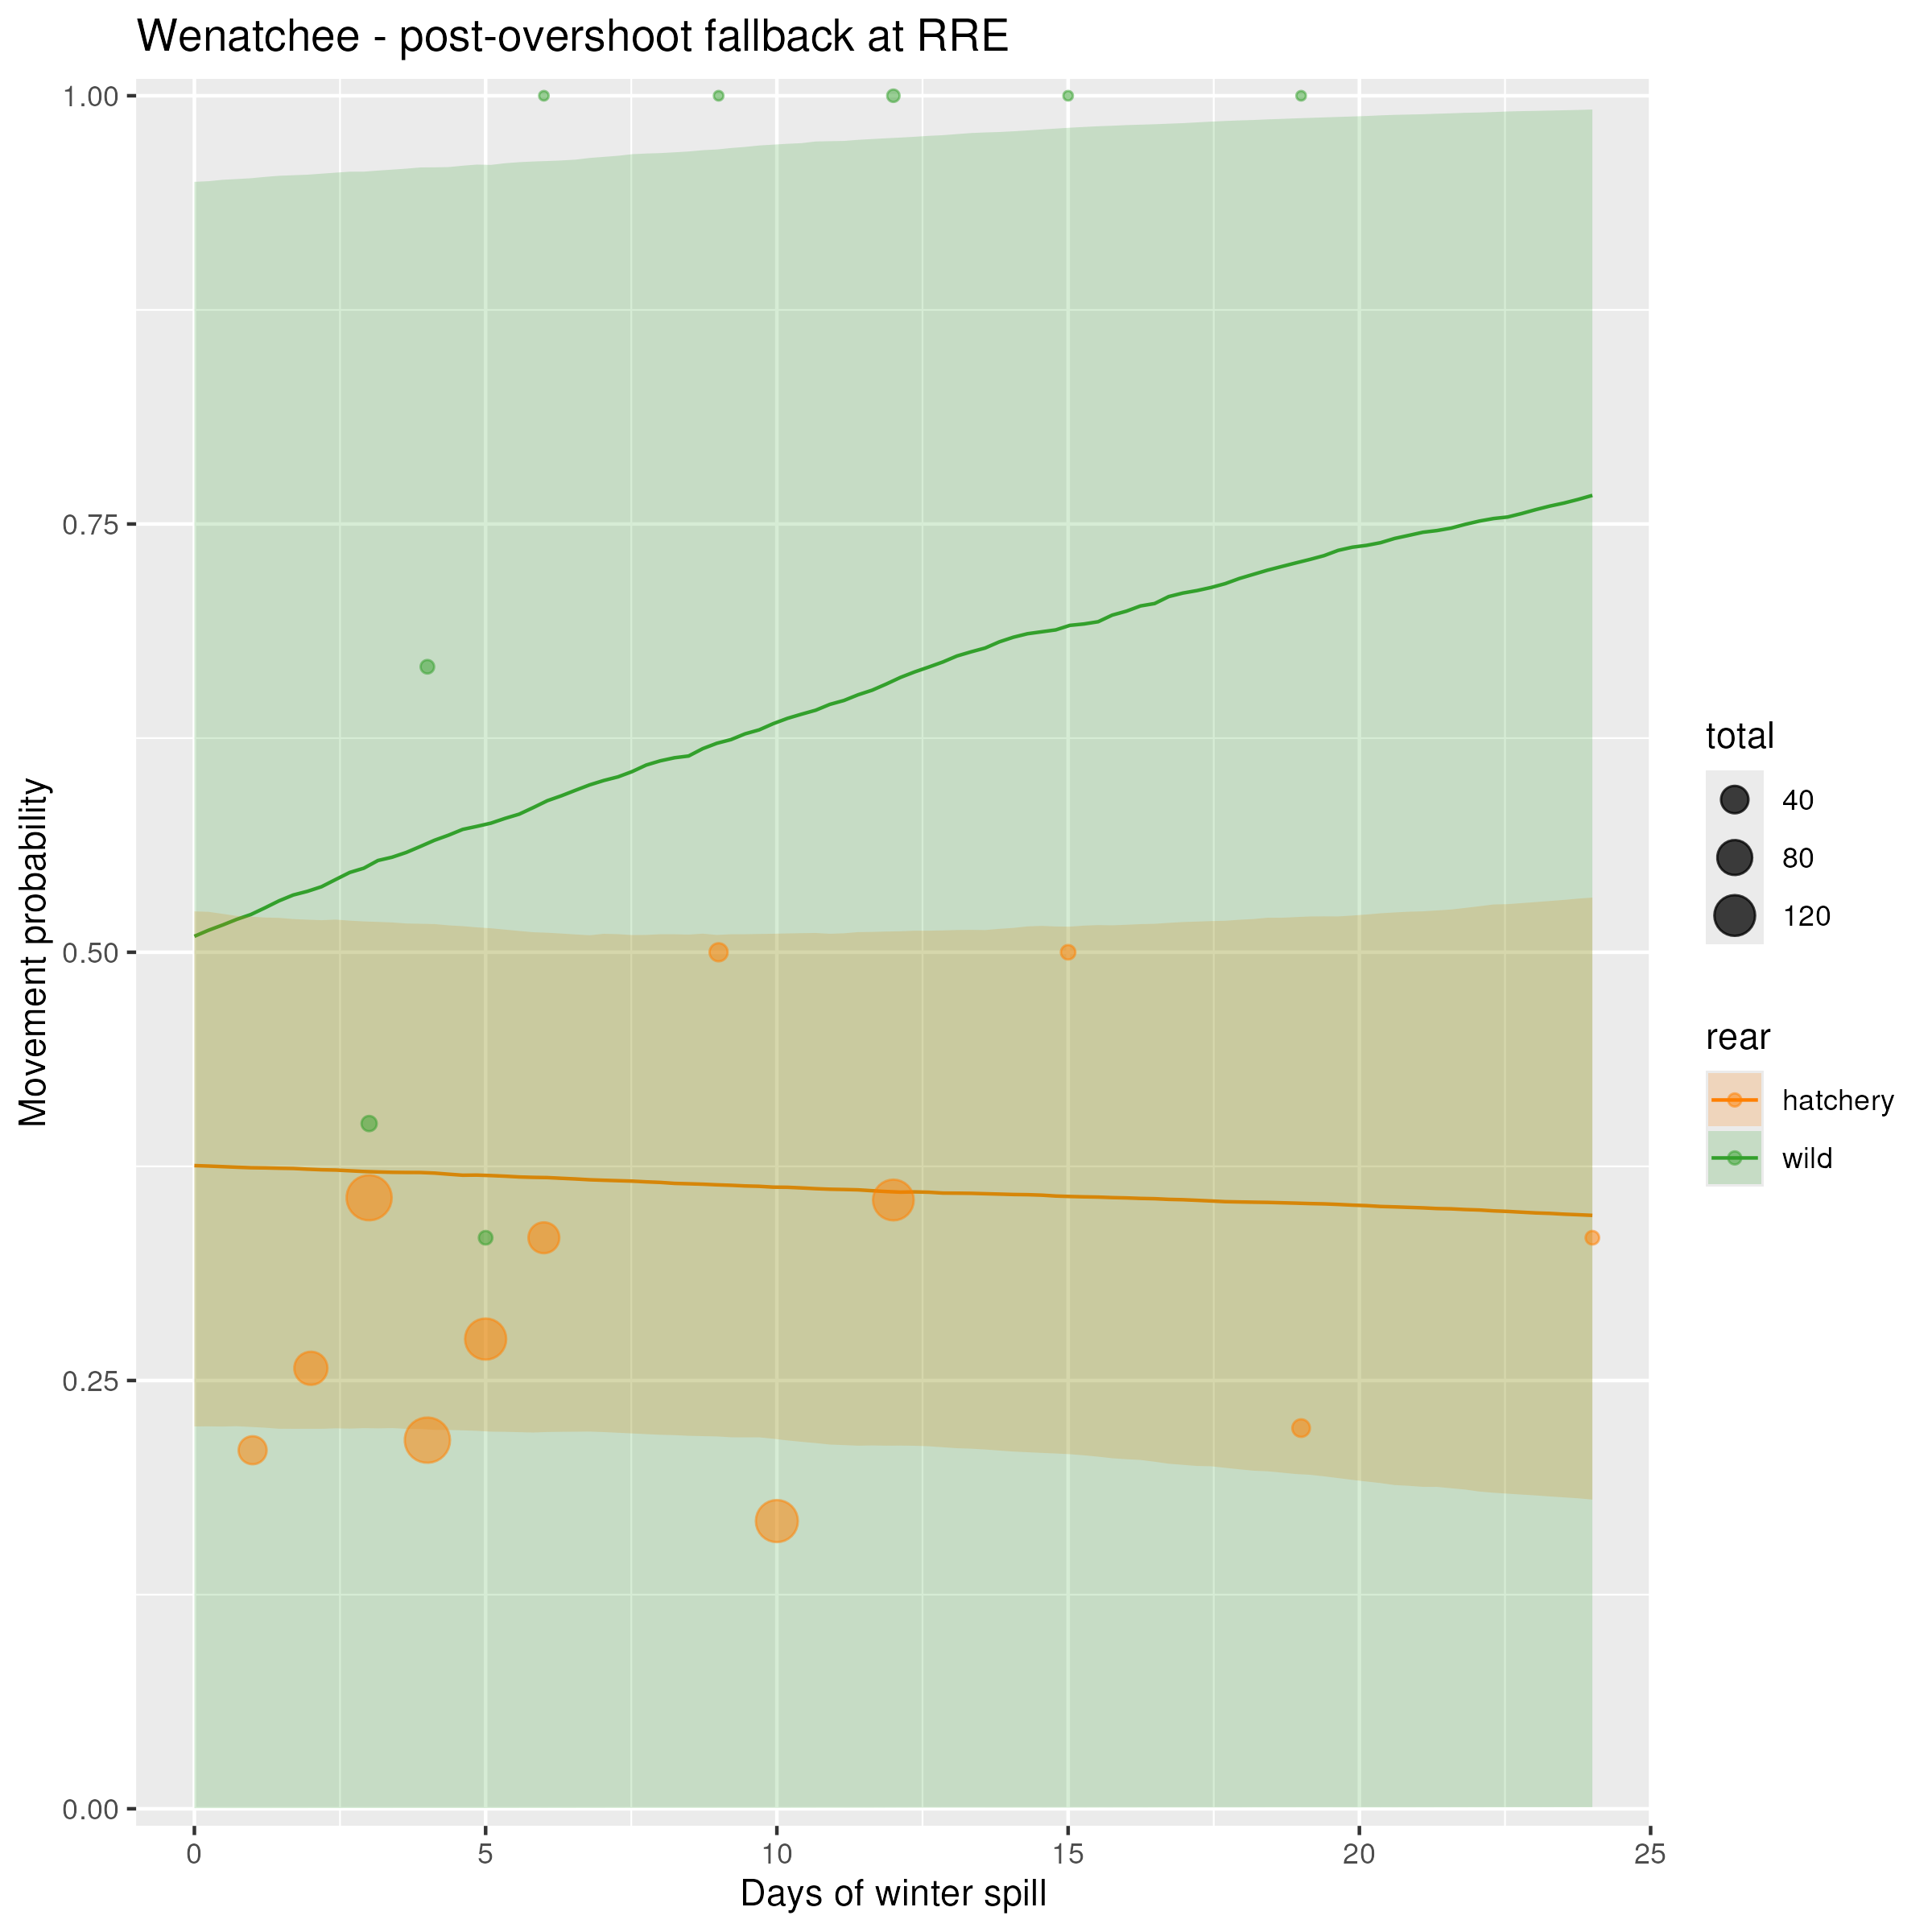 Wenatchee - post-overshoot fallback at RRE
Movement probability
1.00
0.75
0.50
0.25
0.00
0
5
10
15
20
25
Days of winter spill
total
40
80
120
rear
hatchery
wild